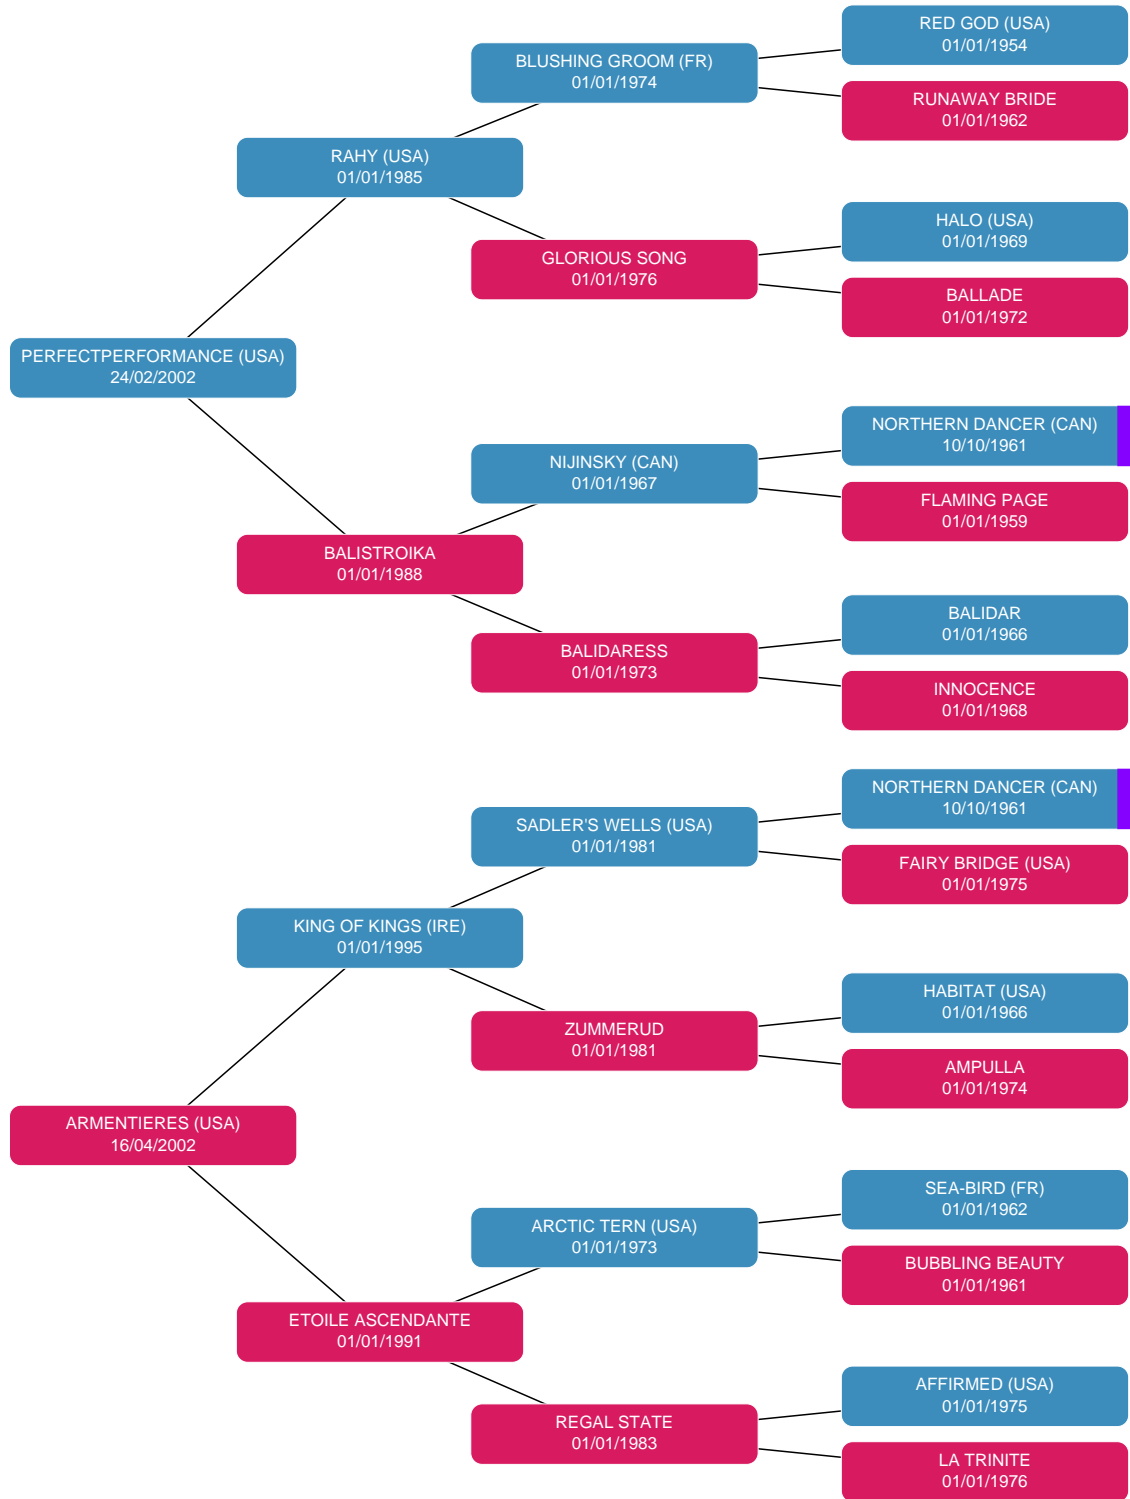 RED GOD (USA)
01/01/1954
BLUSHING GROOM (FR)
01/01/1974
RUNAWAY BRIDE
01/01/1962
RAHY (USA)
01/01/1985
HALO (USA)
01/01/1969
GLORIOUS SONG
01/01/1976
BALLADE
01/01/1972
PERFECTPERFORMANCE (USA)
24/02/2002
NORTHERN DANCER (CAN)
10/10/1961
NIJINSKY (CAN)
01/01/1967
FLAMING PAGE
01/01/1959
BALISTROIKA
01/01/1988
BALIDAR
01/01/1966
BALIDARESS
01/01/1973
INNOCENCE
01/01/1968
NORTHERN DANCER (CAN)
10/10/1961
SADLER'S WELLS (USA)
01/01/1981
FAIRY BRIDGE (USA)
01/01/1975
KING OF KINGS (IRE)
01/01/1995
HABITAT (USA)
01/01/1966
ZUMMERUD
01/01/1981
AMPULLA
01/01/1974
ARMENTIERES (USA)
16/04/2002
SEA-BIRD (FR)
01/01/1962
ARCTIC TERN (USA)
01/01/1973
BUBBLING BEAUTY
01/01/1961
ETOILE ASCENDANTE
01/01/1991
AFFIRMED (USA)
01/01/1975
REGAL STATE
01/01/1983
LA TRINITE
01/01/1976